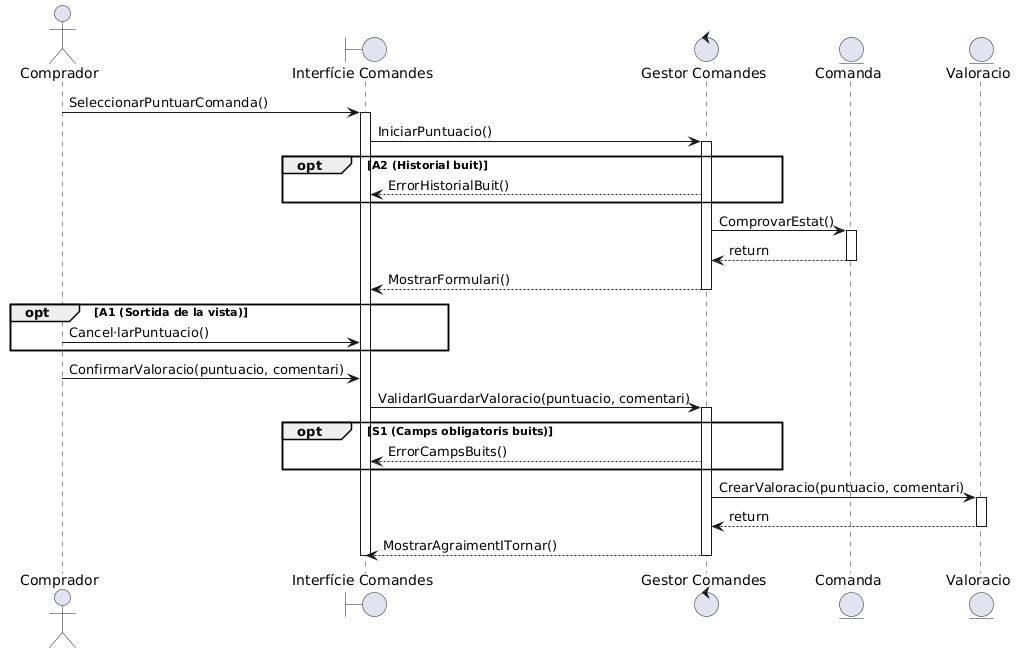 Comprador
Interfície Comandes
Gestor Comandes
Comanda
Valoracio
SeleccionarPuntuarComanda()
IniciarPuntuacio()
opt [A2 (Historial buit)]
ErrorHistorialBuit()
ComprovarEstat()
return
MostrarFormulari()
opt [A1 (Sortida de la vista)]
Cancel·larPuntuacio()
ConfirmarValoracio(puntuacio, comentari)
ValidarIGuardarValoracio(puntuacio, comentari)
opt [S1 (Camps obligatoris buits)]
ErrorCampsBuits()
CrearValoracio(puntuacio, comentari)
return
MostrarAgraimentITornar()
Comprador
Interfície Comandes
Gestor Comandes
Comanda
Valoracio